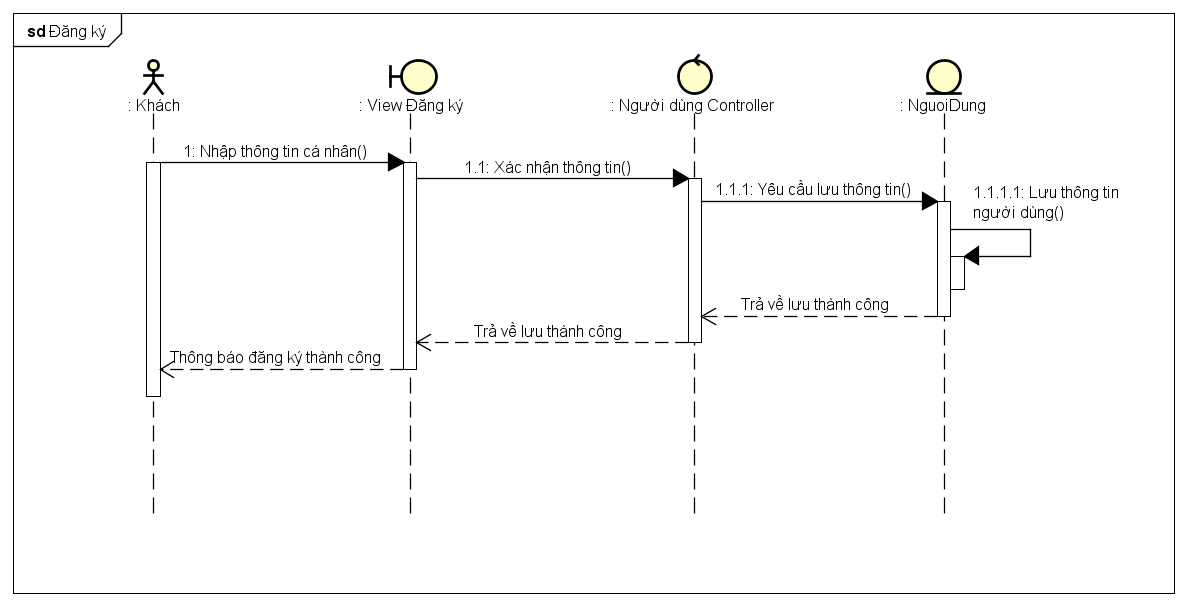 sd Đăng ký
: Khách
: View Đăng ký
: Người dùng Controller
: NguoiDung
1: Nhập thông tin cá nhân()
1.1: Xác nhận thông tin()
1.1.1: Yêu cầu lưu thông tin()
1.1.1.1: Lưu thông tin
người dùng()
Trả về lưu thành công
Trả về lưu thành công
Thông báo đăng ký thành công